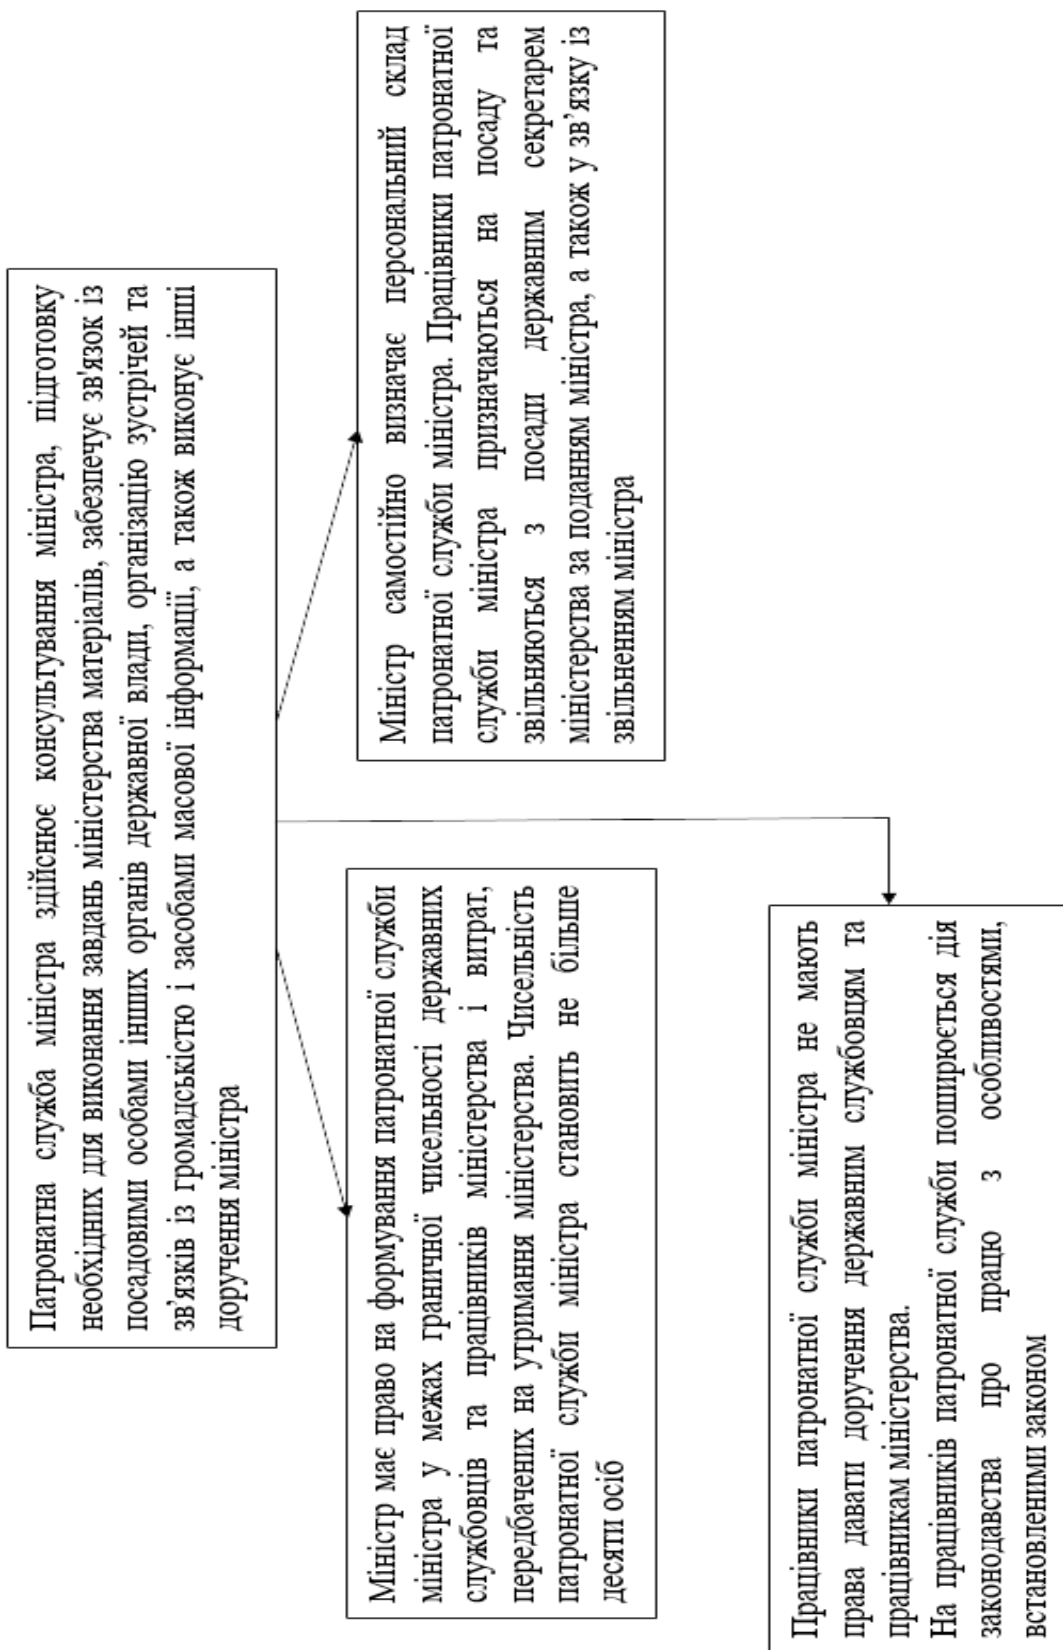 Патронатна служба міністра здійснює консультування міністра, підготовку
необхідних для виконання завдань міністерства матеріалів, забезпечує зв'язок із
посадовими особами інших органів державної влади, організацію зустрічей та
зв'язків із громадськістю і засобами масової інформації, а також виконує інші
доручення міністра
Міністр має право на формування патронатної служби
міністра у межах граничної чисельності державних
службовців та працівників міністерства і витрат,
передбачених на утримання міністерства. Чисельність
патронатної служби міністра становить не більше
десяти осіб
Міністр самостійно визначає персональний склад
патронатної служби міністра. Працівники патронатної
служби міністра призначаються на посаду та
звільняються з посади державним секретарем
міністерства за поданням міністра, а також у зв’язку із
звільненням міністра
Працівники патронатної служби міністра не мають
права давати доручення державним службовцям та
працівникам міністерства.
На працівників патронатної служби поширюється дія
законодавства про працю з особливостями,
встановленими законом